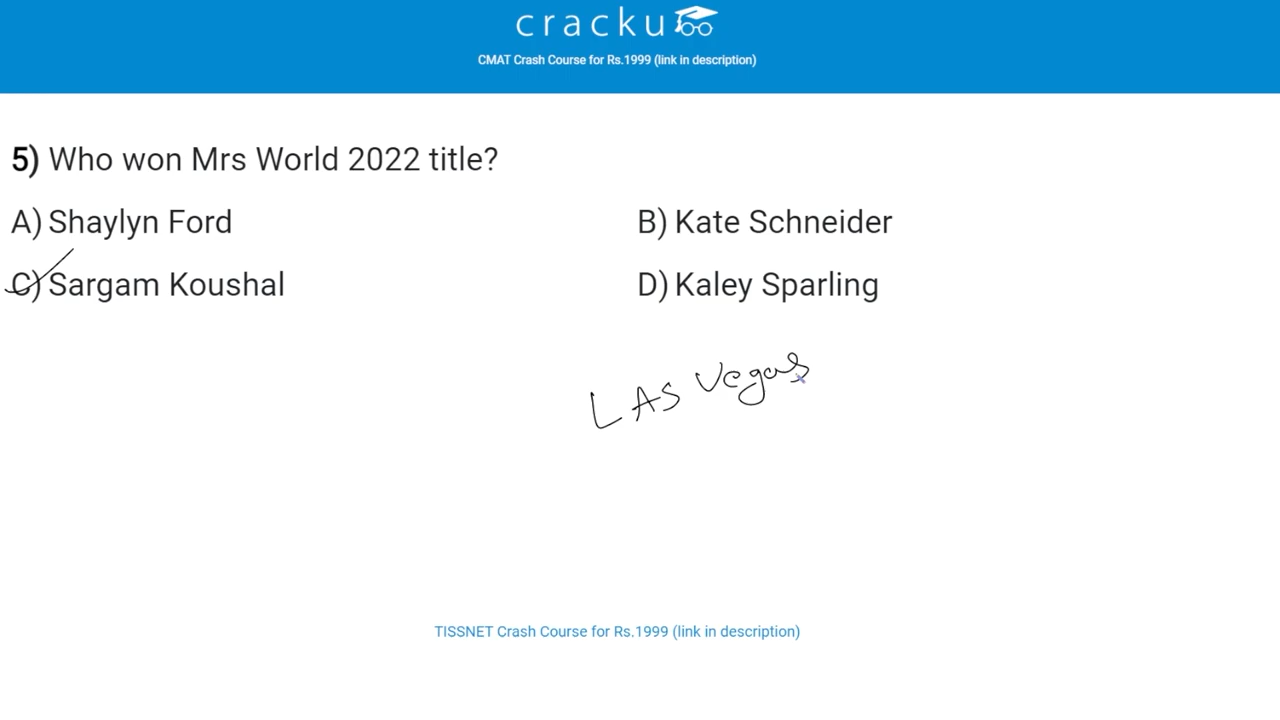 cracku
CMAT Crash Course for Rs.1999 (link in description)
5) Who won Mrs World 2022 title?
A) Shaylyn Ford
B) Kate Schneider
C) Sargam Koushal
D) Kaley Sparling
LAS Vegas
TISSNET Crash Course for Rs.1999 (link in description)